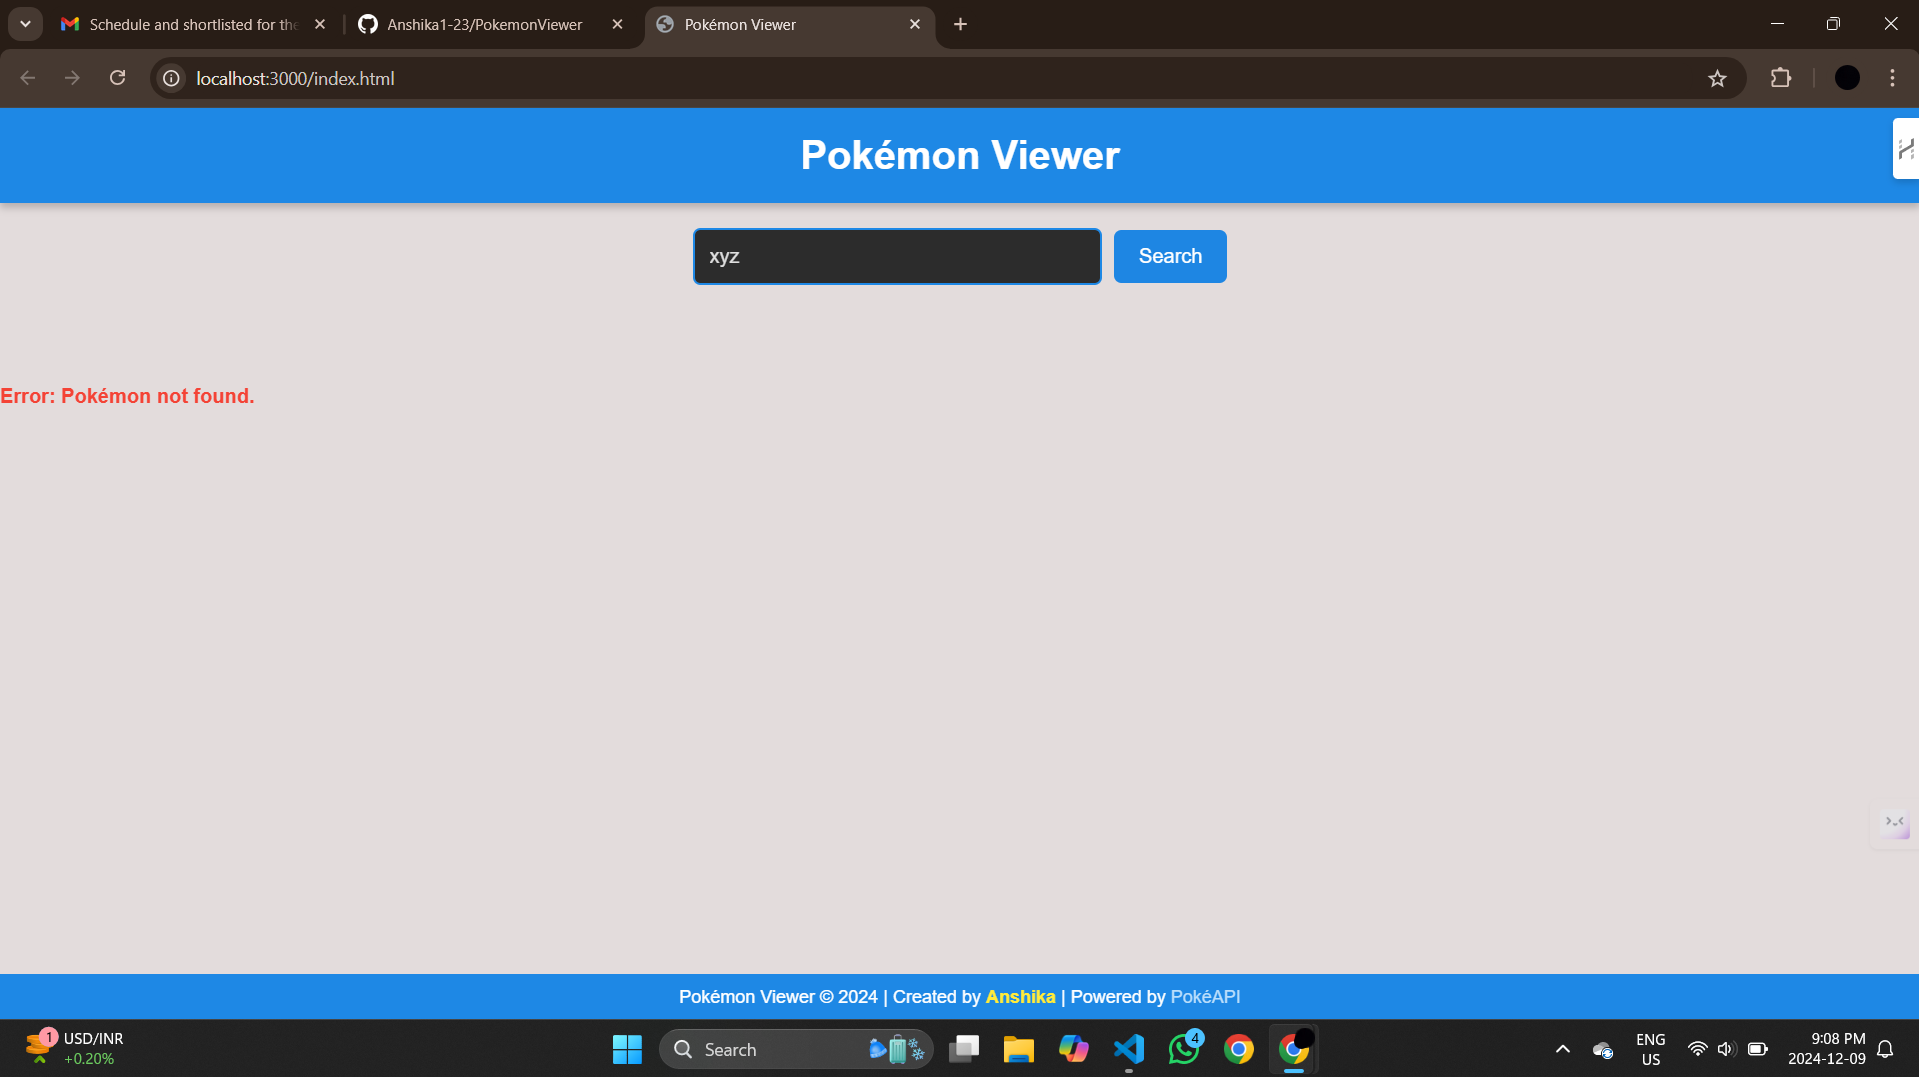 Schedule and shortlisted for the
Anshika1-23/PokemonViewer
Pokémon Viewer
localhost:3000/index.html
Pokémon Viewer
xyz
Search
Error: Pokémon not found.
Pokémon Viewer © 2024 | Created by Anshika | Powered by PokéAPI
1
USD/INR
+0.20%
Search
4
ENG
US
9:08 PM
2024-12-09